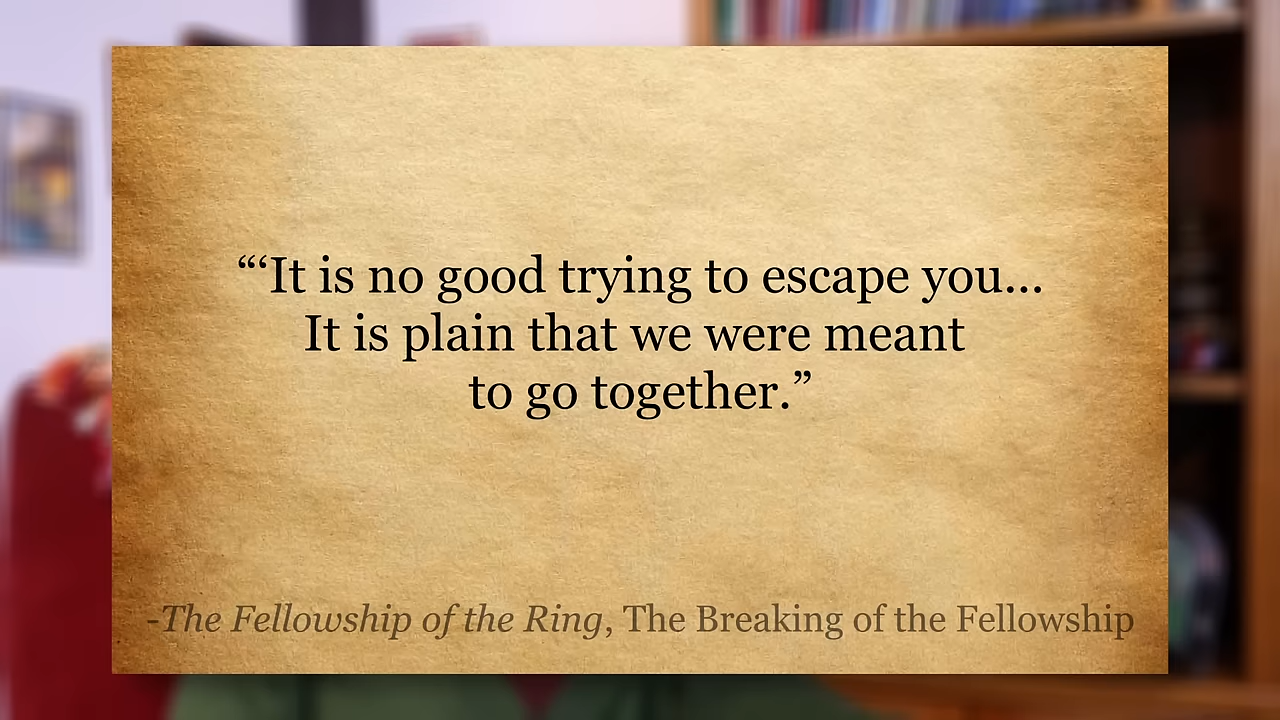 “‘It is no good trying to escape you...
It is plain that we were meant
to go together.”
-The Fellowship of the Ring, The Breaking of the Fellowship